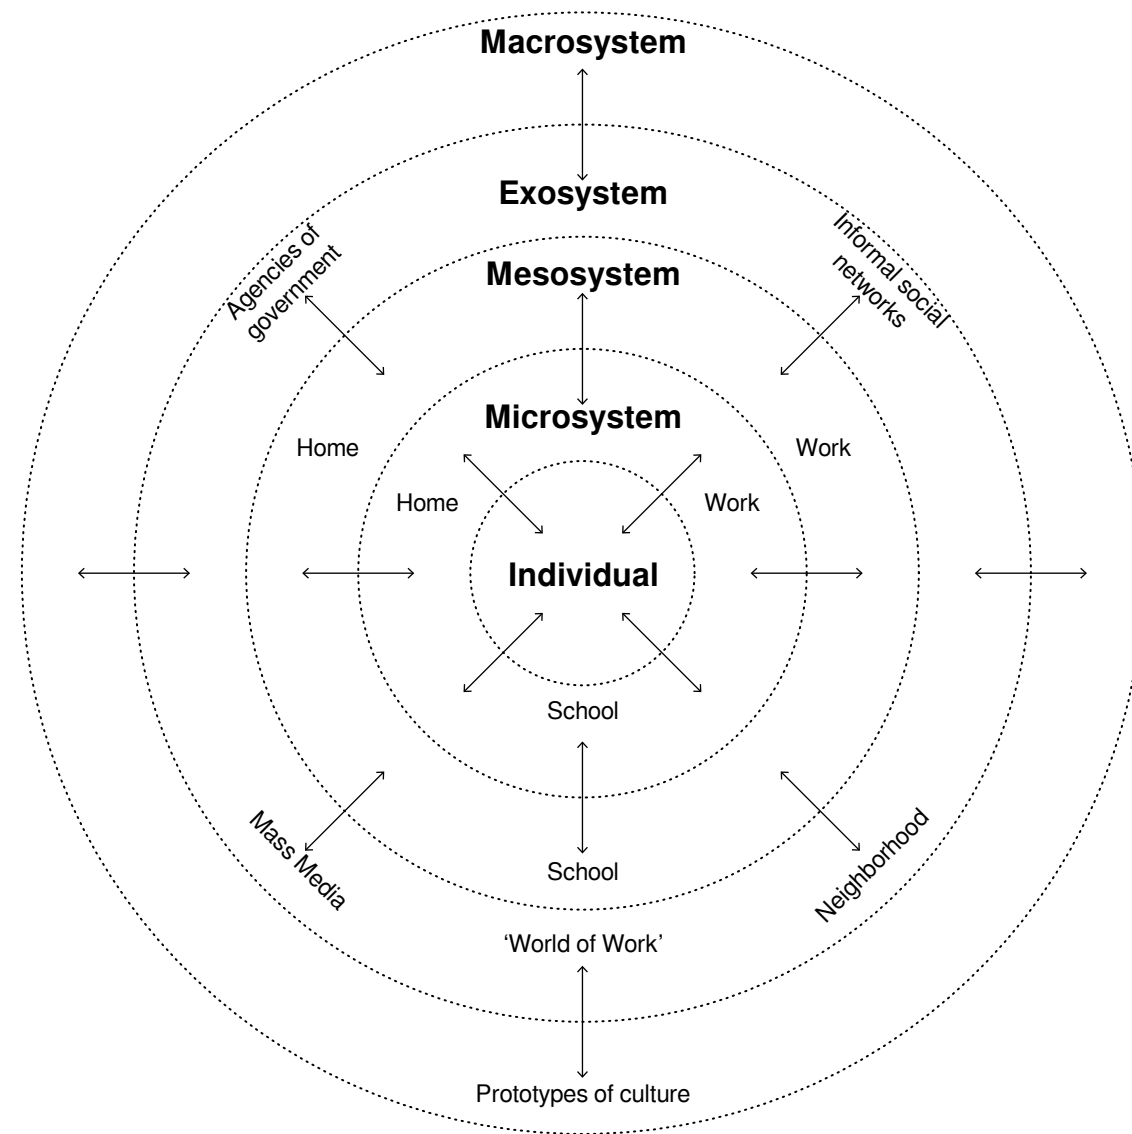 Macrosystem
Exosystem
Agencies of
government
Informal social
networks
Mesosystem
Microsystem
Home
Work
Home
Work
Individual
School
Mass Media
Neighborhood
School
‘World of Work’
Prototypes of culture